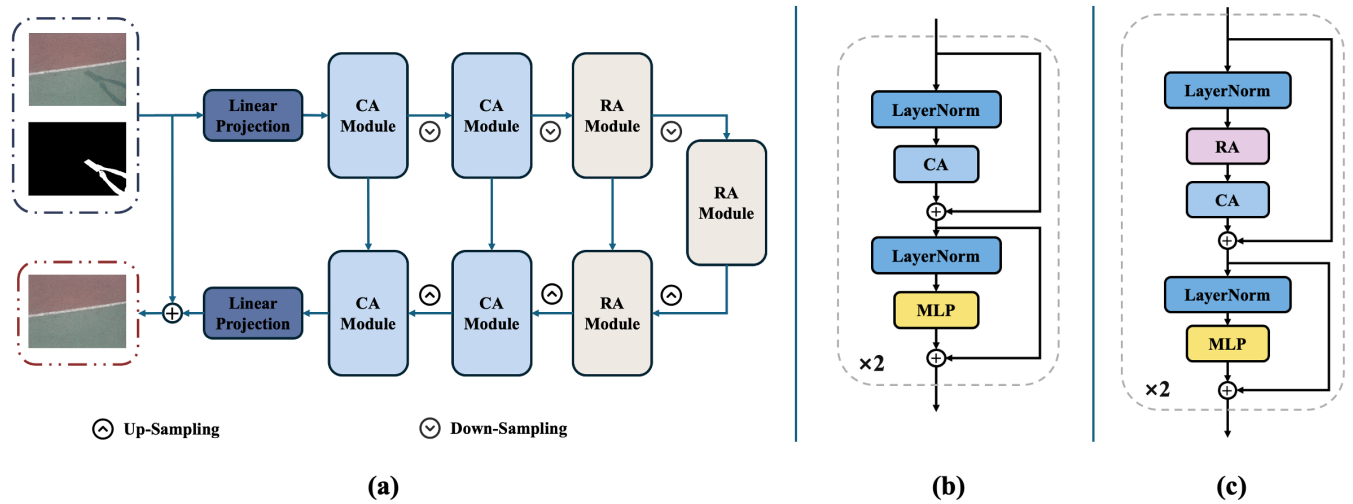 Linear
Projection
CA
Module
CA
Module
RA
Module
RA
Module
Linear
Projection
CA
Module
CA
Module
RA
Module
Up-Sampling
Down-Sampling
(a)
LayerNorm
CA
LayerNorm
MLP
×2
(b)
LayerNorm
RA
CA
LayerNorm
MLP
×2
(c)